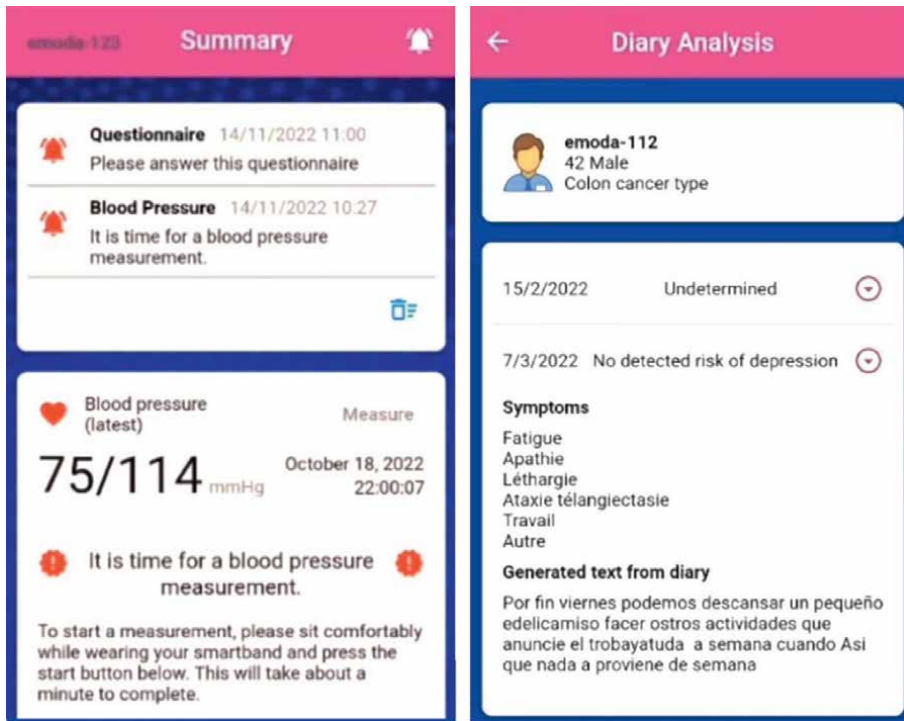 emoda-123
Summary
Questionnaire 14/11/2022 11:00
Please answer this questionnaire
Blood Pressure 14/11/2022 10:27
It is time for a blood pressure
measurement.
Blood pressure
(latest)
Measure
75/114 mmHg
October 18, 2022
22:00:07
It is time for a blood pressure
measurement.
To start a measurement, please sit comfortably
while wearing your smartband and press the
start button below. This will take about a
minute to complete.
Diary Analysis
emoda-112
42 Male
Colon cancer type
15/2/2022 Undetermined
7/3/2022 No detected risk of depression
Symptoms
Fatigue
Apathie
Léthargie
Ataxie télangiectasie
Travail
Autre
Generated text from diary
Por fin viernes podemos descansar un pequeño
edelicamiso facer ostros actividades que
anuncie el trobayatuda a semana cuando Asi
que nada a proviene de semana